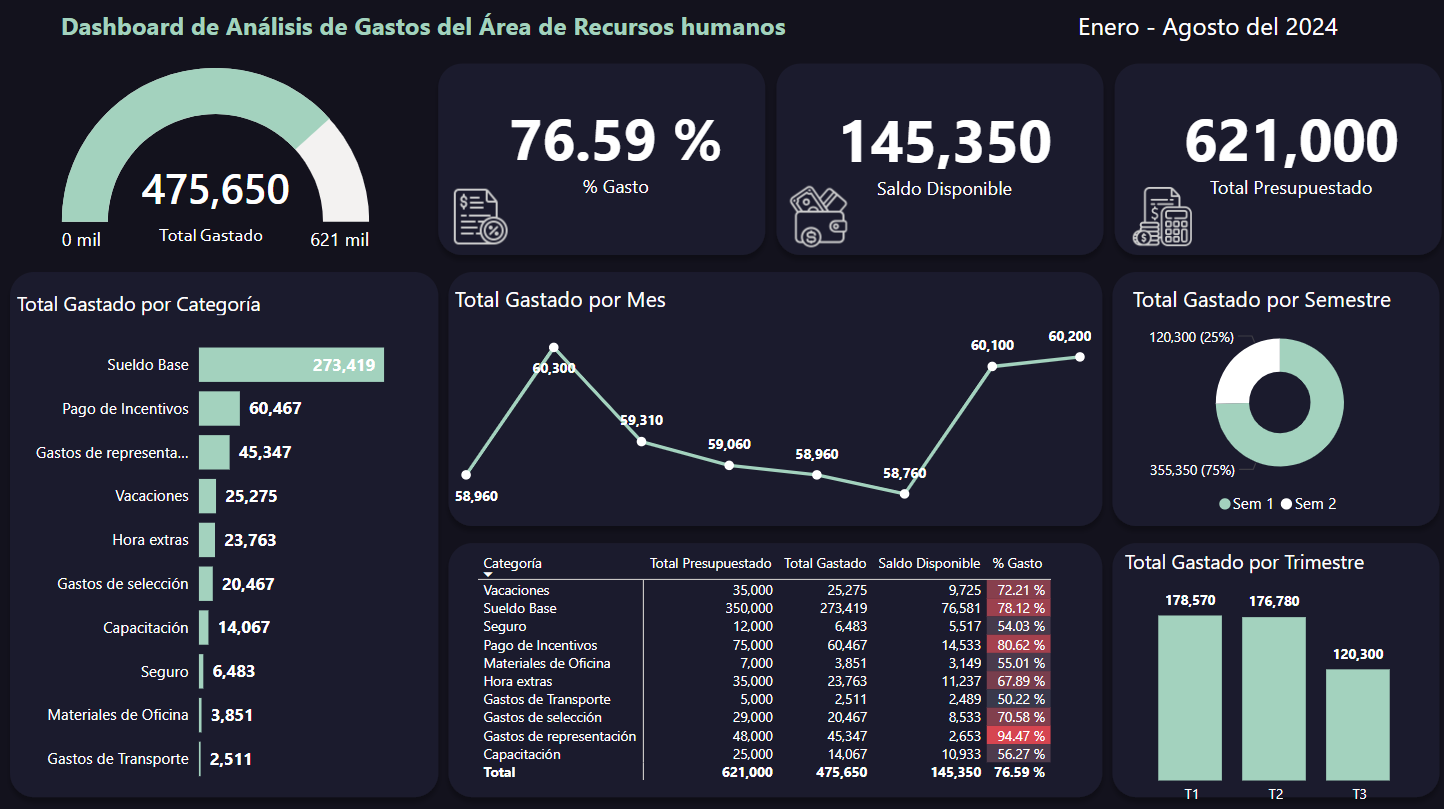 Dashboard de Análisis de Gastos del Área de Recursos humanos
Enero - Agosto del 2024
475,650
Total Gastado
0 mil
621 mil
76.59 %
% Gasto
145,350
Saldo Disponible
621,000
Total Presupuestado
Total Gastado por Categoría
Sueldo Base 273,419
Pago de Incentivos 60,467
Gastos de representa... 45,347
Vacaciones 25,275
Hora extras 23,763
Gastos de selección 20,467
Capacitación 14,067
Seguro 6,483
Materiales de Oficina 3,851
Gastos de Transporte 2,511
Total Gastado por Mes
58,960
60,300
59,310
59,060
58,960
58,760
60,100
60,200
Total Gastado por Semestre
120,300 (25%)
355,350 (75%)
Sem 1 Sem 2
Categoría Total Presupuestado Total Gastado Saldo Disponible % Gasto
Vacaciones 35,000 25,275 9,725 72.21 %
Sueldo Base 350,000 273,419 76,581 78.12 %
Seguro 12,000 6,483 5,517 54.03 %
Pago de Incentivos 75,000 60,467 14,533 80.62 %
Materiales de Oficina 7,000 3,851 3,149 55.01 %
Hora extras 35,000 23,763 11,237 67.89 %
Gastos de Transporte 5,000 2,511 2,489 50.22 %
Gastos de selección 29,000 20,467 8,533 70.58 %
Gastos de representación 48,000 45,347 2,653 94.47 %
Capacitación 25,000 14,067 10,933 56.27 %
Total 621,000 475,650 145,350 76.59 %
Total Gastado por Trimestre
178,570
176,780
120,300
T1 T2 T3